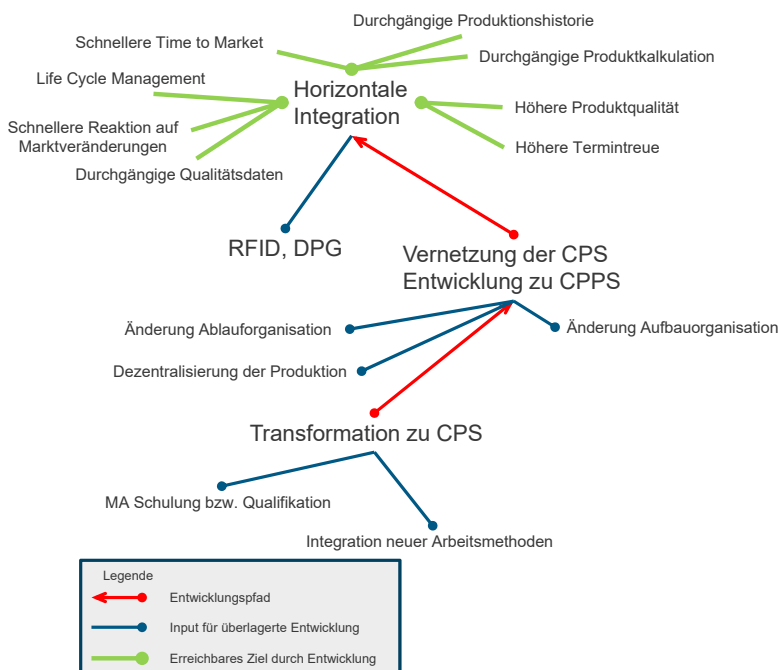 Durchgängige Produktionshistorie
Schnellere Time to Market
Durchgängige Produktkalkulation
Life Cycle Management
Horizontale
Integration
Höhere Produktqualität
Schnellere Reaktion auf
Marktveränderungen
Höhere Termintreue
Durchgängige Qualitätsdaten
RFID, DPG
Vernetzung der CPS
Entwicklung zu CPPS
Änderung Ablauforganisation
Änderung Aufbauorganisation
Dezentralisierung der Produktion
Transformation zu CPS
MA Schulung bzw. Qualifikation
Integration neuer Arbeitsmethoden
Legende
Entwicklungspfad
Input für überlagerte Entwicklung
Erreichbares Ziel durch Entwicklung